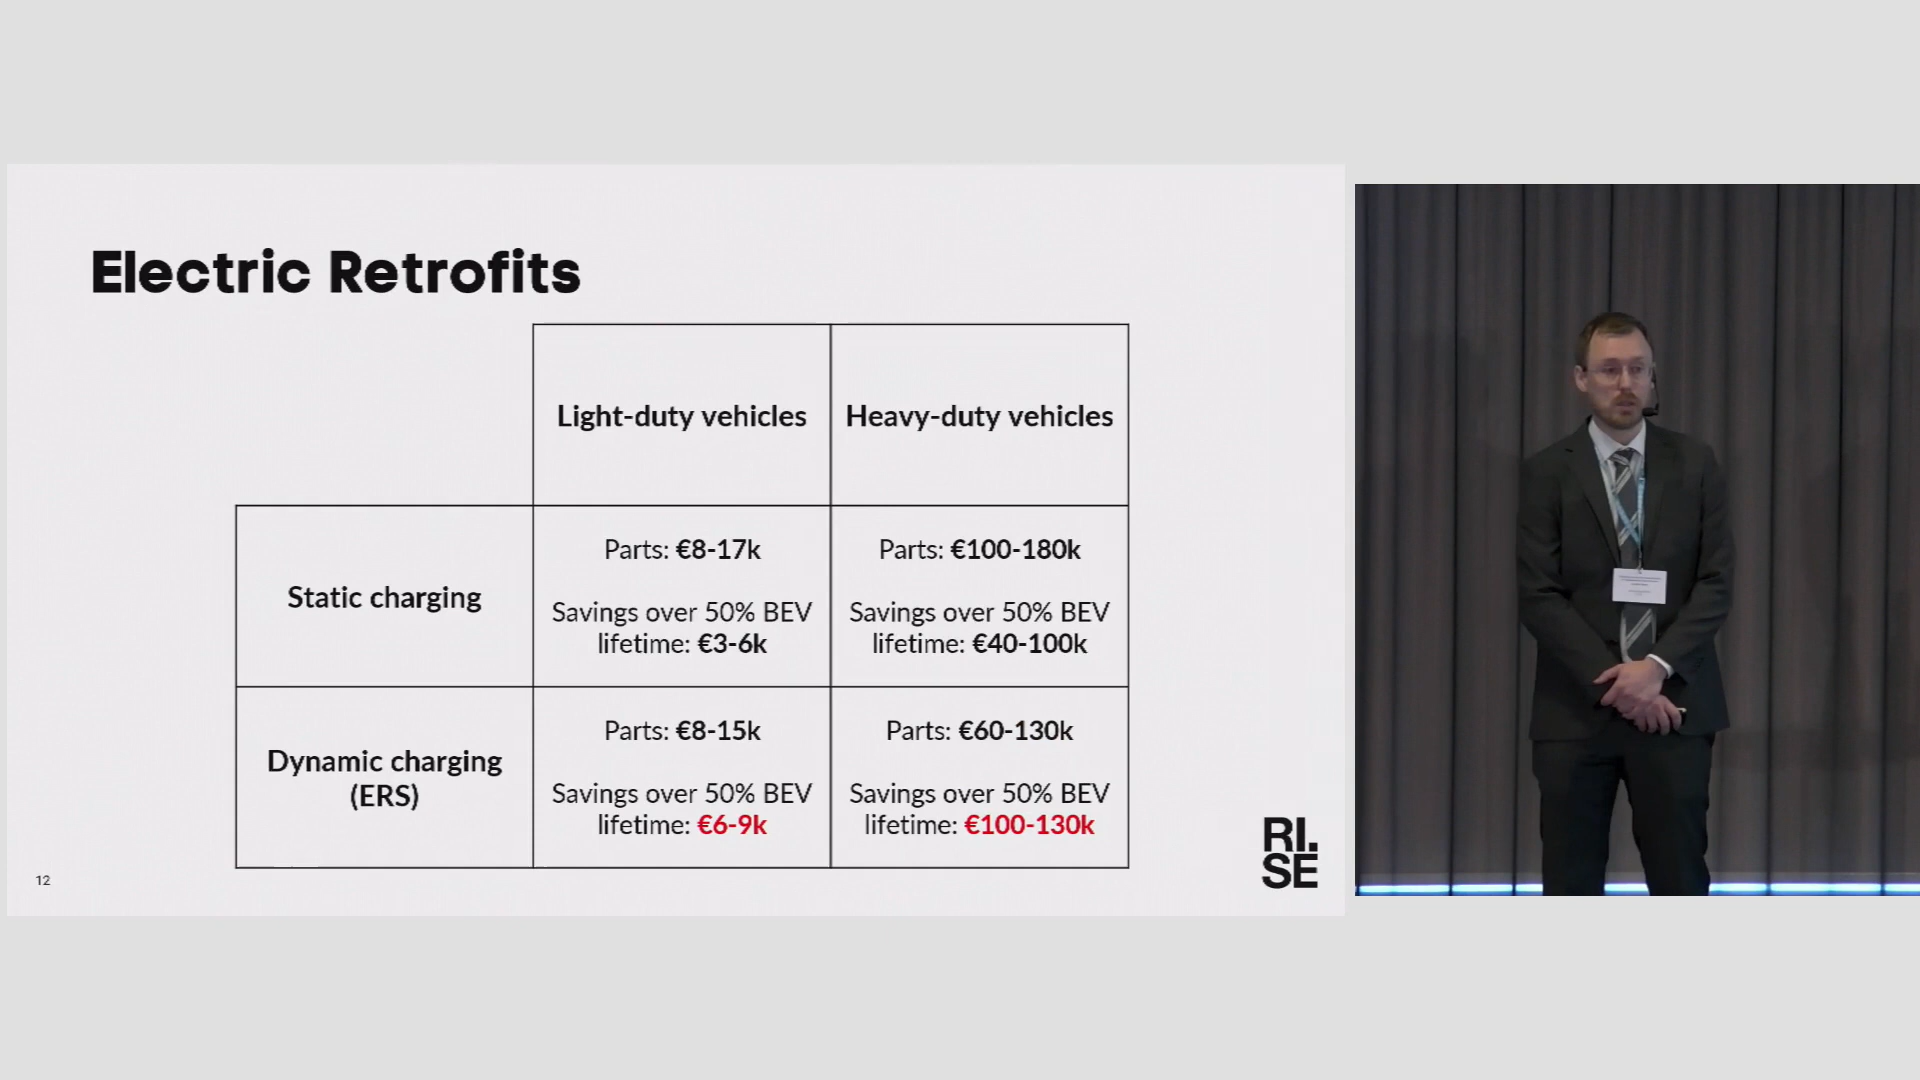 Electric Retrofits
Light-duty vehicles
Heavy-duty vehicles
Static charging
Parts: €8-17k
Savings over 50% BEV
lifetime: €3-6k
Parts: €100-180k
Savings over 50% BEV
lifetime: €40-100k
Dynamic charging
(ERS)
Parts: €8-15k
Savings over 50% BEV
lifetime: €6-9k
Parts: €60-130k
Savings over 50% BEV
lifetime: €100-130k
12
RI.
SE